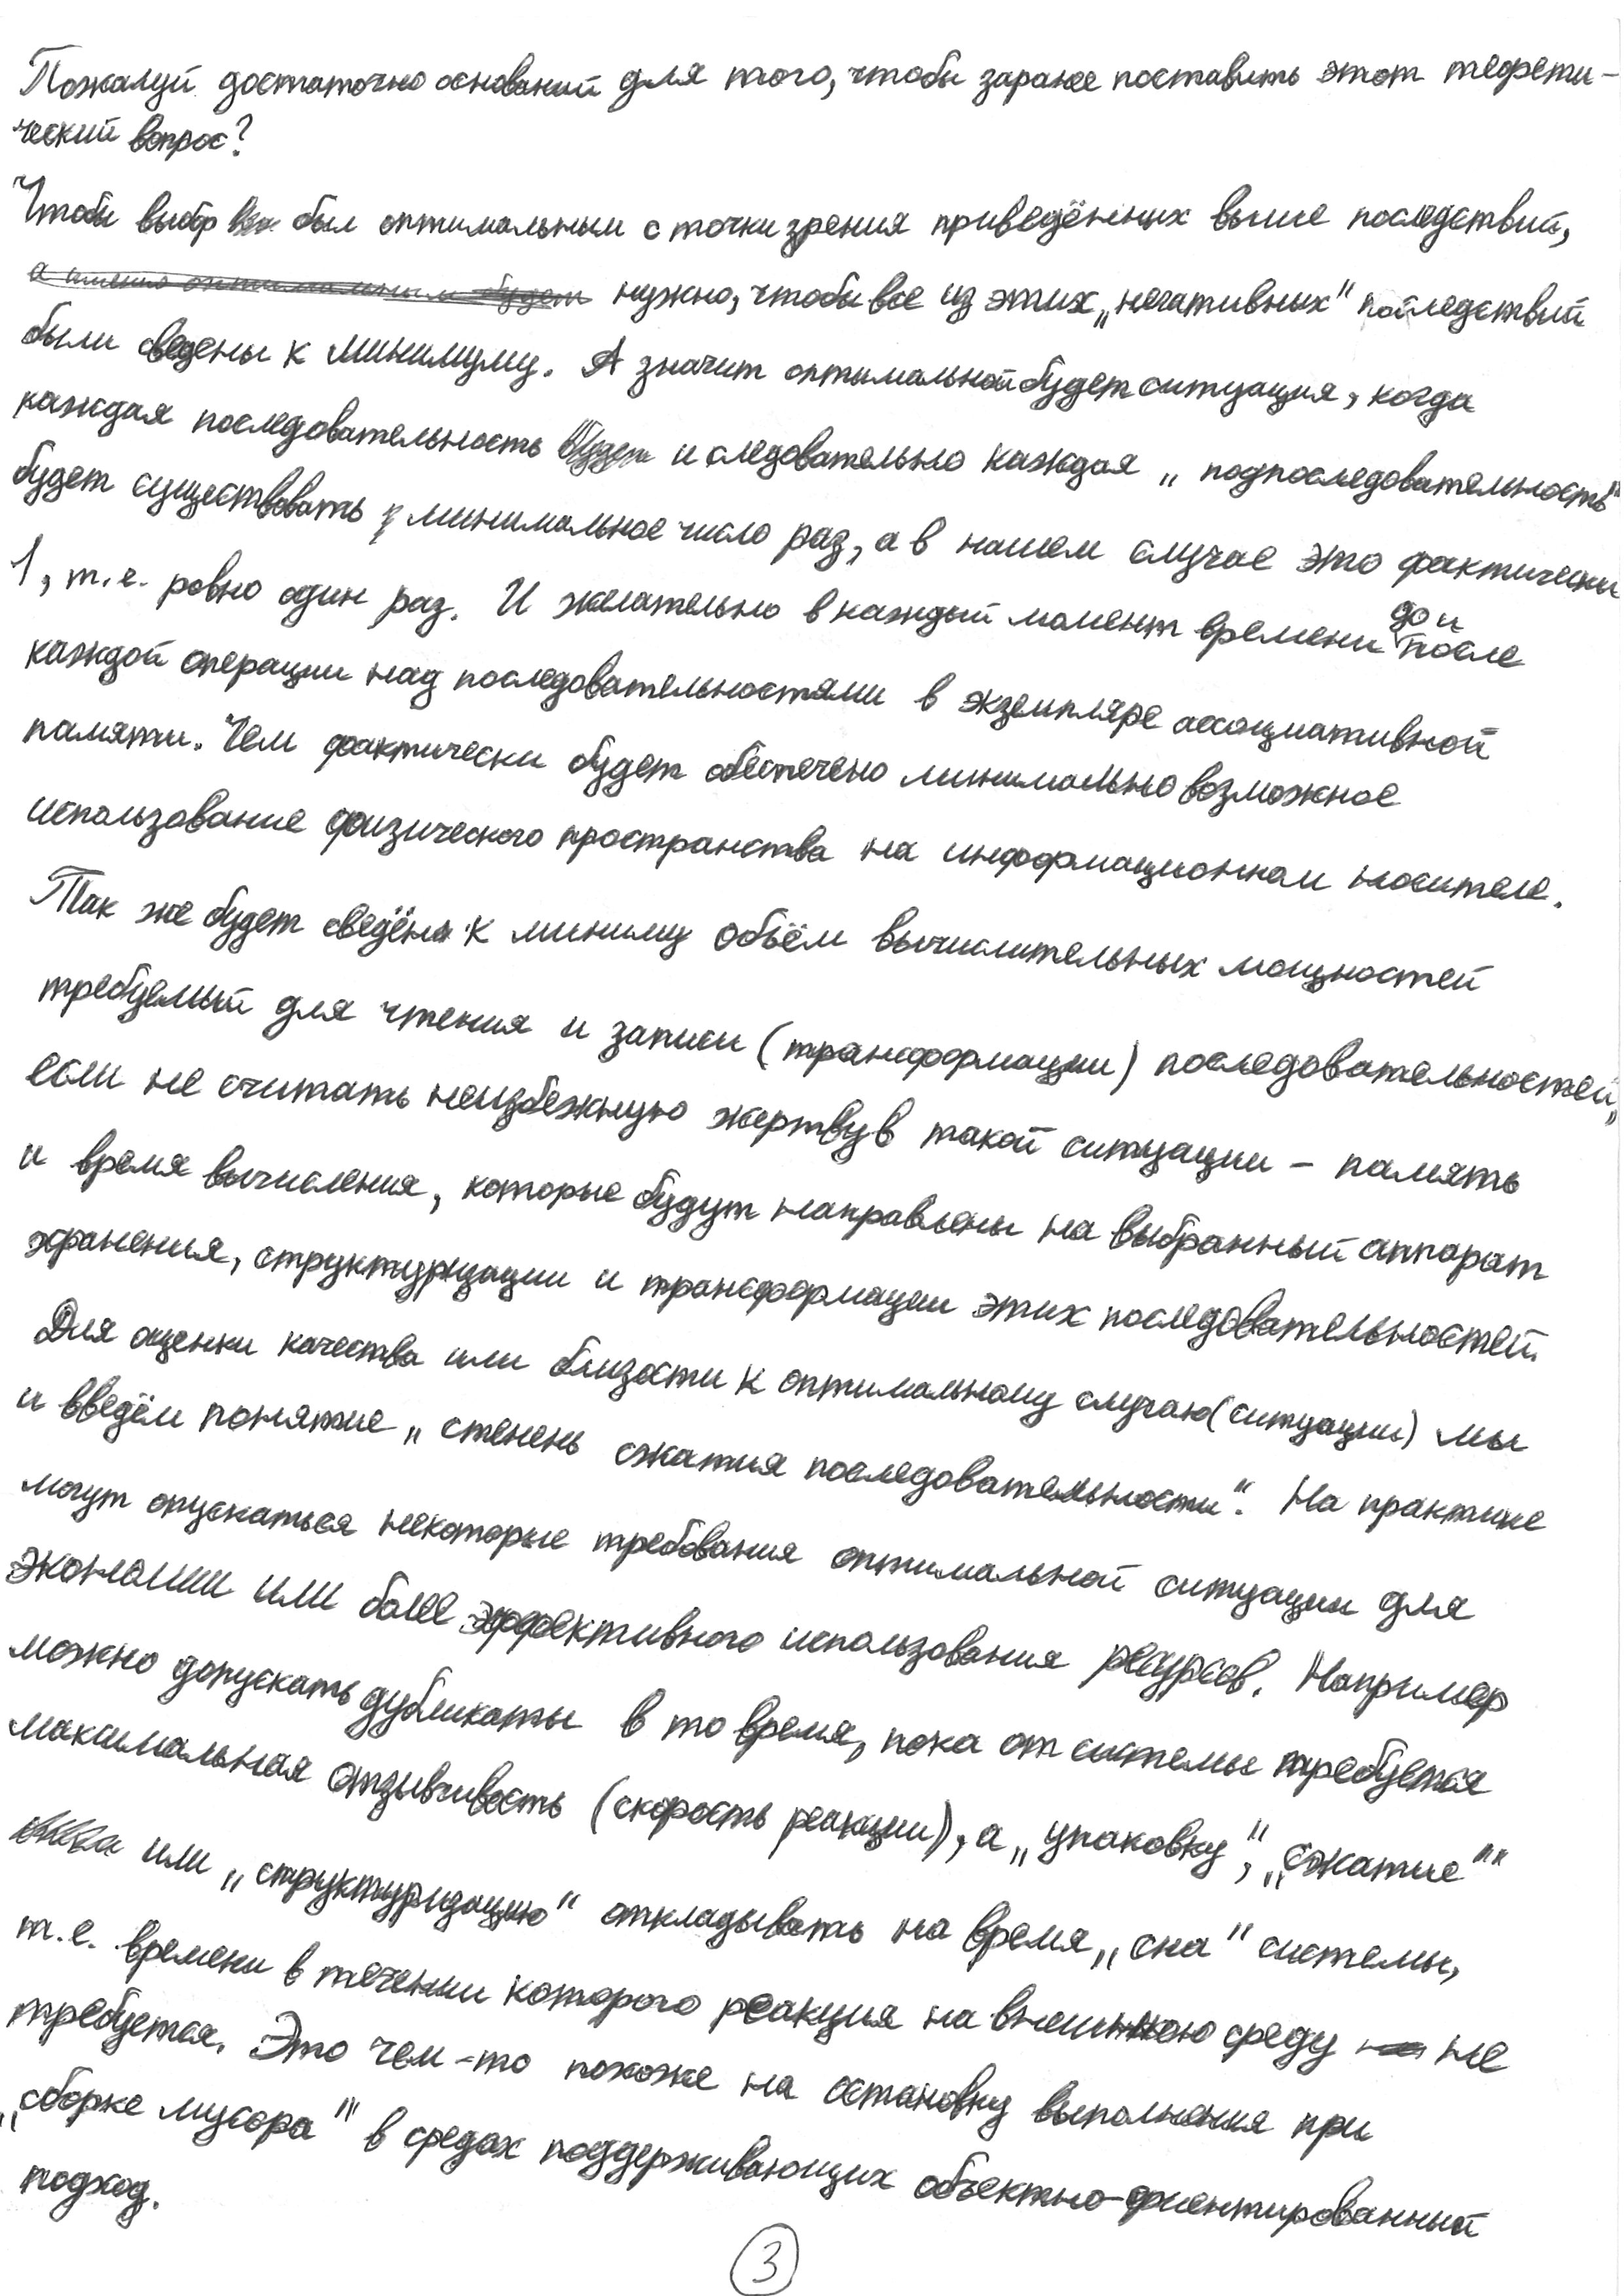 Пожалуй достаточно оснований для того, чтобы заранее поставить этот теорети-
ческий вопрос?
Чтобы выбор был оптимальным с точки зрения приведённых выше последствий,
а именно оптимальным будет нужно, чтобы все из этих „негативных" последствий
были сведены к минимуму. А значит оптимальной будет ситуация, когда
каждая последовательность будет и следовательно каждая „подпоследовательность"
будет существовать минимальное число раз, а в нашем случае это фактически
1, т.е. ровно один раз. И желательно в каждый момент времени до и после
каждой операции над последовательностями в экземпляре ассоциативной
памяти. Чем фактически будет обеспечено минимально возможное
использование физического пространства на информационном носителе.
Так же будет сведён к миниму объём вычислительных мощностей
требуемый для чтения и записи (трансформации) последовательностей,
если не считать неизбежную жертву в такой ситуации – память
и время вычисления, которые будут направлены на выбранный аппарат
хранения, структуризации и трансформации этих последовательностей.
Для оценки качества или близости к оптимальному случаю (ситуации) мы
и введём понятие „степень сжатия последовательности". На практике
могут опускаться некоторые требования оптимальной ситуации для
экономии или более эффективного использования ресурсов. Например
можно допускать дубликаты в то время, пока от системы требуется
максимальная отзывчивость (скорость реакции), а „упаковку", „сжатие""
или „структуризацию" откладывать на время „сна" системы,
т.е. времени в течении которого реакция на внешнюю среду не
требуется. Это чем-то похоже на остановку выполнения при
„сборке мусора"" в средах поддерживающих объектно-ориентированный
подход.
3